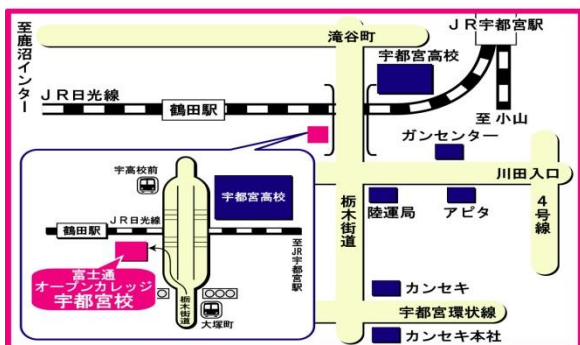 至鹿沼インター
滝谷町
JR宇都宮駅
宇都宮高校
JR日光線
鶴田駅
至 小山
ガンセンター
川田入口
4号線
栃木街道
陸運局
アピタ
カンセキ
宇都宮環状線
カンセキ本社
宇高校前
宇都宮高校
JR日光線
鶴田駅
至JR宇都宮駅
富士通
オープンカレッジ
宇都宮校
栃木街道
大塚町